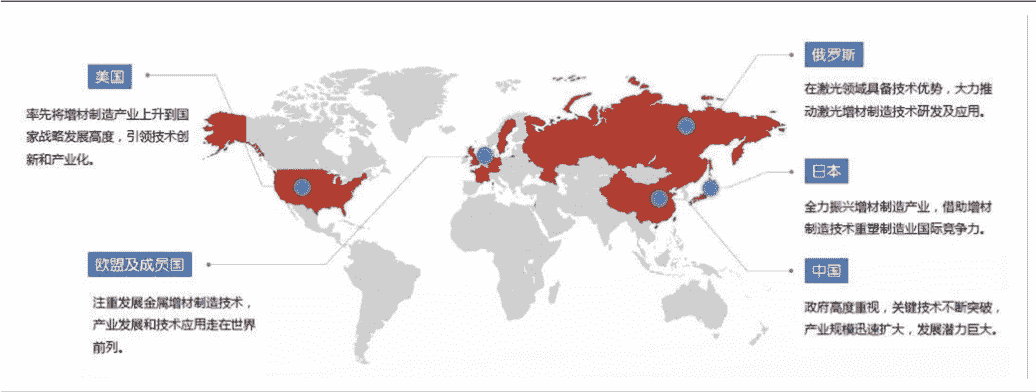 美国
率先将增材制造产业上升到国
家战略发展高度，引领技术创
新和产业化。
欧盟及成员国
注重发展金属增材制造技术，
产业发展和技术应用走在世界
前列。
俄罗斯
在激光领域具备技术优势，大力推
动激光增材制造技术研发及应用。
日本
全力振兴增材制造产业，借助增材
制造技术重塑制造业国际竞争力。
中国
政府高度重视，关键技术不断突破，
产业规模迅速扩大，发展潜力巨大。